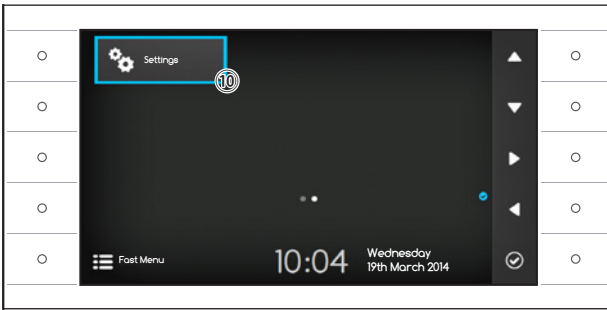 Settings
⑩
Fast Menu
10:04
Wednesday
19th March 2014